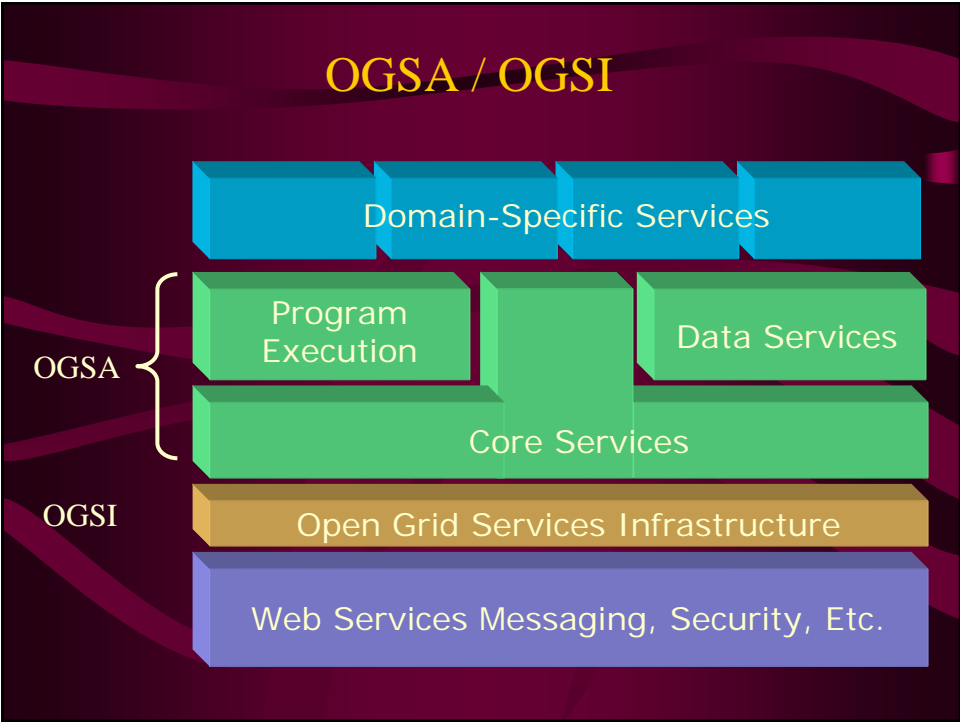 OGSA / OGSI
Domain-Specific Services
Program
Execution
Data Services
OGSA
Core Services
OGSI
Open Grid Services Infrastructure
Web Services Messaging, Security, Etc.